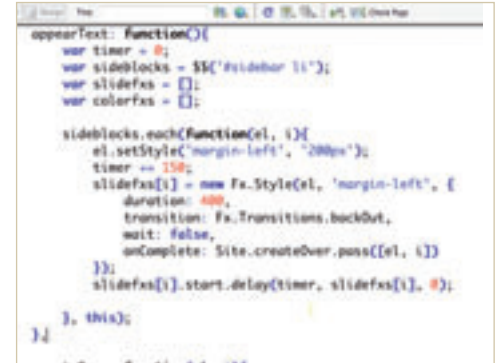 appearText: function(){
var timer = 0;
var sideblocks = $$('#sidebar li');
var slidefxs = [];
var colorfxs = [];
sideblocks.each(function(el, i){
el.setStyle('margin-left', '-200px');
timer += 150;
slidefxs[i] = new Fx.Style(el, 'margin-left', {
duration: 400,
transition: Fx.Transitions.backOut,
wait: false,
onComplete: Site.createOver.pass([el, i])
});
slidefxs[i].start.delay(timer, slidefxs[i], 0);
}, this);
},